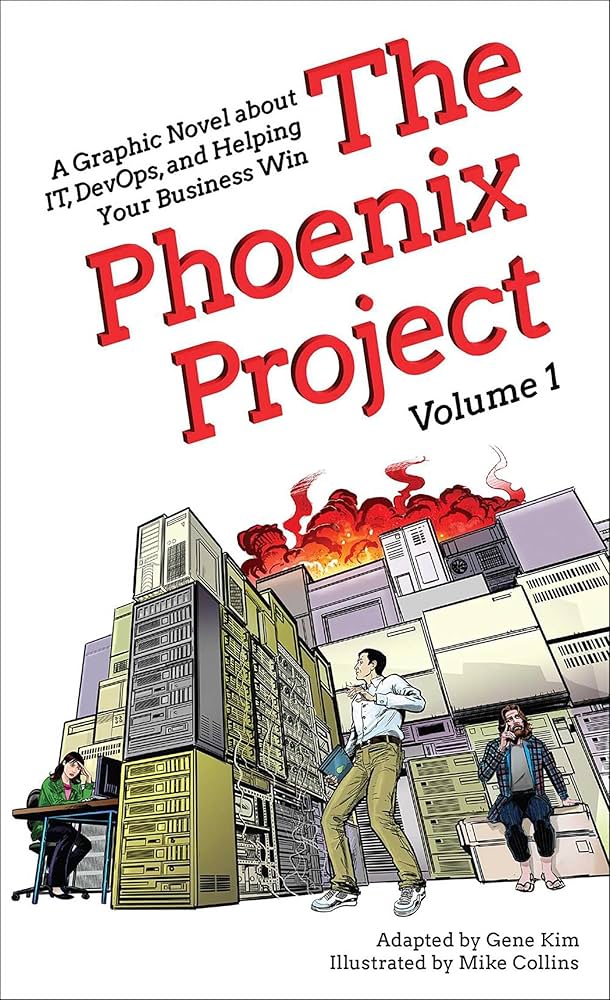 A Graphic Novel about
IT, DevOps, and Helping
Your Business Win
The
Phoenix
Project
Volume 1
Adapted by Gene Kim
Illustrated by Mike Collins